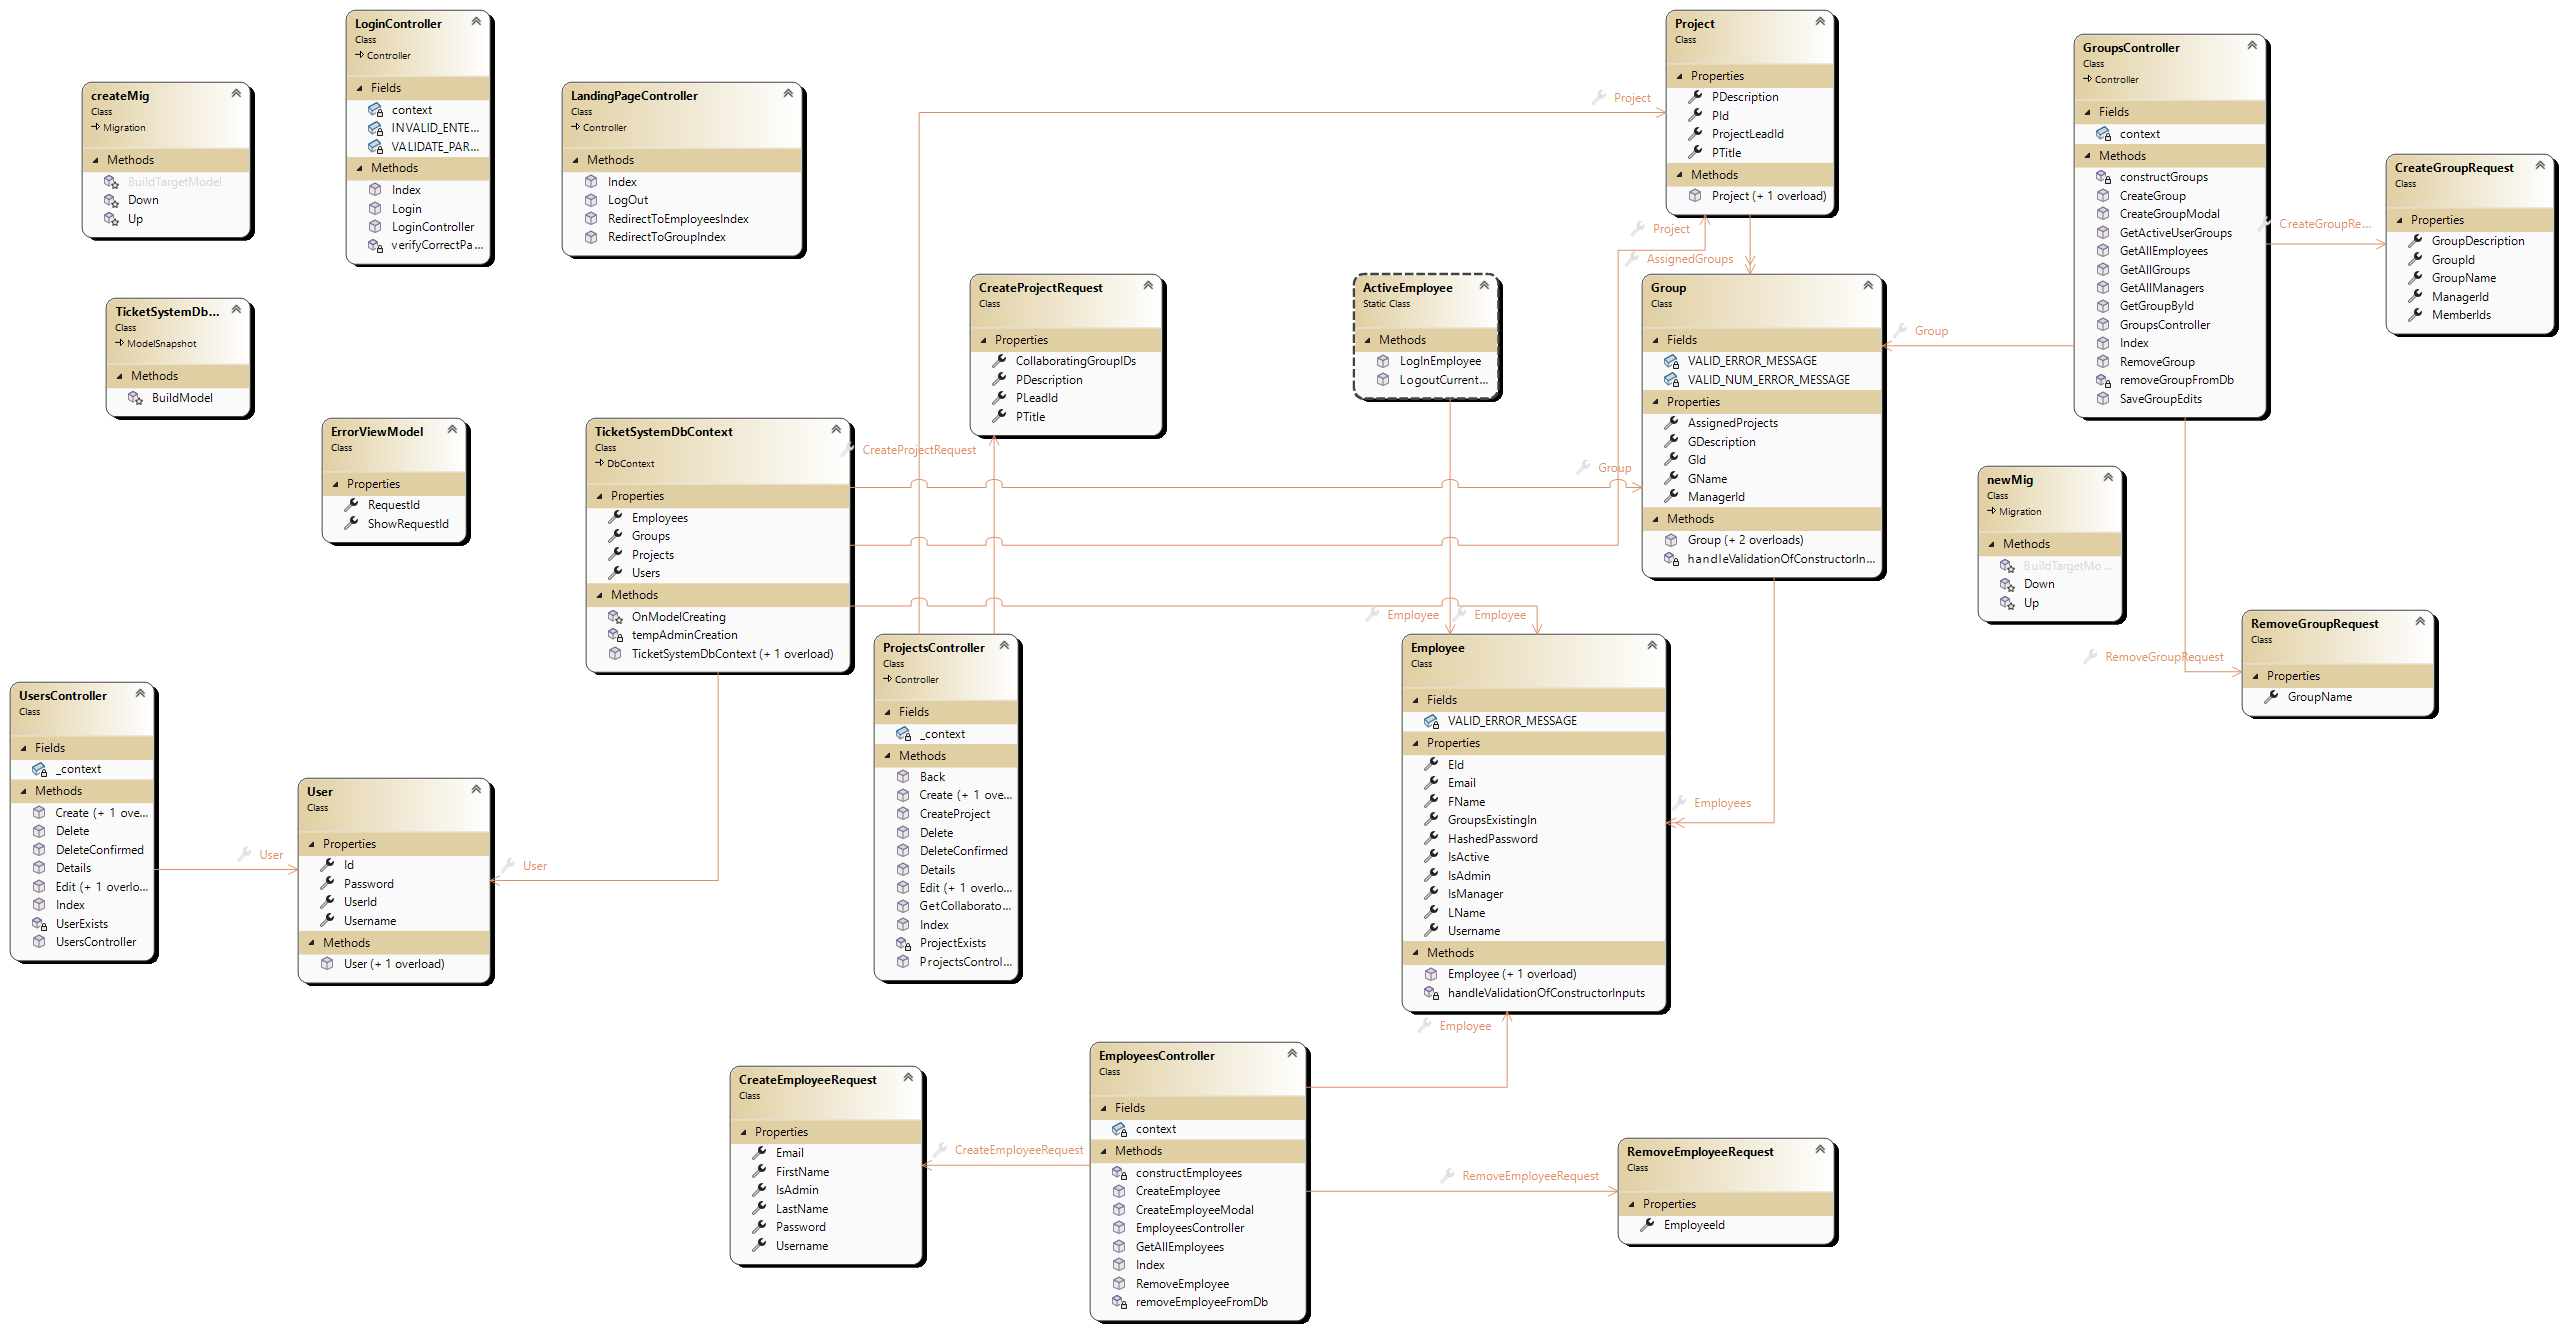 LoginController
Class
Controller
Fields
context
INVALID_ENTE...
VALIDATE_PAR...
Methods
Index
Login
LoginController
verifyCorrectPa...
createMig
Class
Migration
Methods
BuildTargetModel
Down
Up
LandingPageController
Class
Controller
Methods
Index
LogOut
RedirectToEmployeesIndex
RedirectToGroupIndex
Project
Class
Properties
PDescription
PId
ProjectLeadId
PTitle
Methods
Project (+ 1 overload)
Project
Project
AssignedGroups
GroupsController
Class
Controller
Fields
context
Methods
constructGroups
CreateGroup
CreateGroupModal
GetActiveUserGroups
GetAllEmployees
GetAllGroups
GetAllManagers
GetGroupById
GroupsController
Index
RemoveGroup
removeGroupFromDb
SaveGroupEdits
CreateGroupRe...
CreateGroupRequest
Class
Properties
GroupDescription
GroupId
GroupName
ManagerId
MemberIds
TicketSystemDb...
Class
ModelSnapshot
Methods
BuildModel
CreateProjectRequest
Class
Properties
CollaboratingGroupIDs
PDescription
PLeadId
PTitle
ActiveEmployee
Static Class
Methods
LogInEmployee
LogoutCurrent...
Group
Class
Fields
VALID_ERROR_MESSAGE
VALID_NUM_ERROR_MESSAGE
Properties
AssignedProjects
GDescription
GId
GName
ManagerId
Methods
Group (+ 2 overloads)
handleValidationOfConstructorIn...
Group
Group
ErrorViewModel
Class
Properties
RequestId
ShowRequestId
TicketSystemDbContext
Class
DbContext
Properties
Employees
Groups
Projects
Users
Methods
OnModelCreating
tempAdminCreation
TicketSystemDbContext (+ 1 overload)
CreateProjectRequest
newMig
Class
Migration
Methods
BuildTargetMo...
Down
Up
RemoveGroupRequest
RemoveGroupRequest
Class
Properties
GroupName
Employee
Employee
Employee
Class
Fields
VALID_ERROR_MESSAGE
Properties
EId
Email
FName
GroupsExistingIn
HashedPassword
IsActive
IsAdmin
IsManager
LName
Username
Methods
Employee (+ 1 overload)
handleValidationOfConstructorInputs
Employees
Employee
ProjectsController
Class
Controller
Fields
_context
Methods
Back
Create (+ 1 ove...
CreateProject
Delete
DeleteConfirmed
Details
Edit (+ 1 overlo...
GetCollaborato...
Index
ProjectExists
ProjectsControl...
UsersController
Class
Fields
_context
Methods
Create (+ 1 ove...
Delete
DeleteConfirmed
Details
Edit (+ 1 overlo...
Index
UserExists
UsersController
User
User
Class
Properties
Id
Password
UserId
Username
Methods
User (+ 1 overload)
User
CreateEmployeeRequest
Class
Properties
Email
FirstName
IsAdmin
LastName
Password
Username
CreateEmployeeRequest
EmployeesController
Class
Fields
context
Methods
constructEmployees
CreateEmployee
CreateEmployeeModal
EmployeesController
GetAllEmployees
Index
RemoveEmployee
removeEmployeeFromDb
RemoveEmployeeRequest
RemoveEmployeeRequest
Class
Properties
EmployeeId